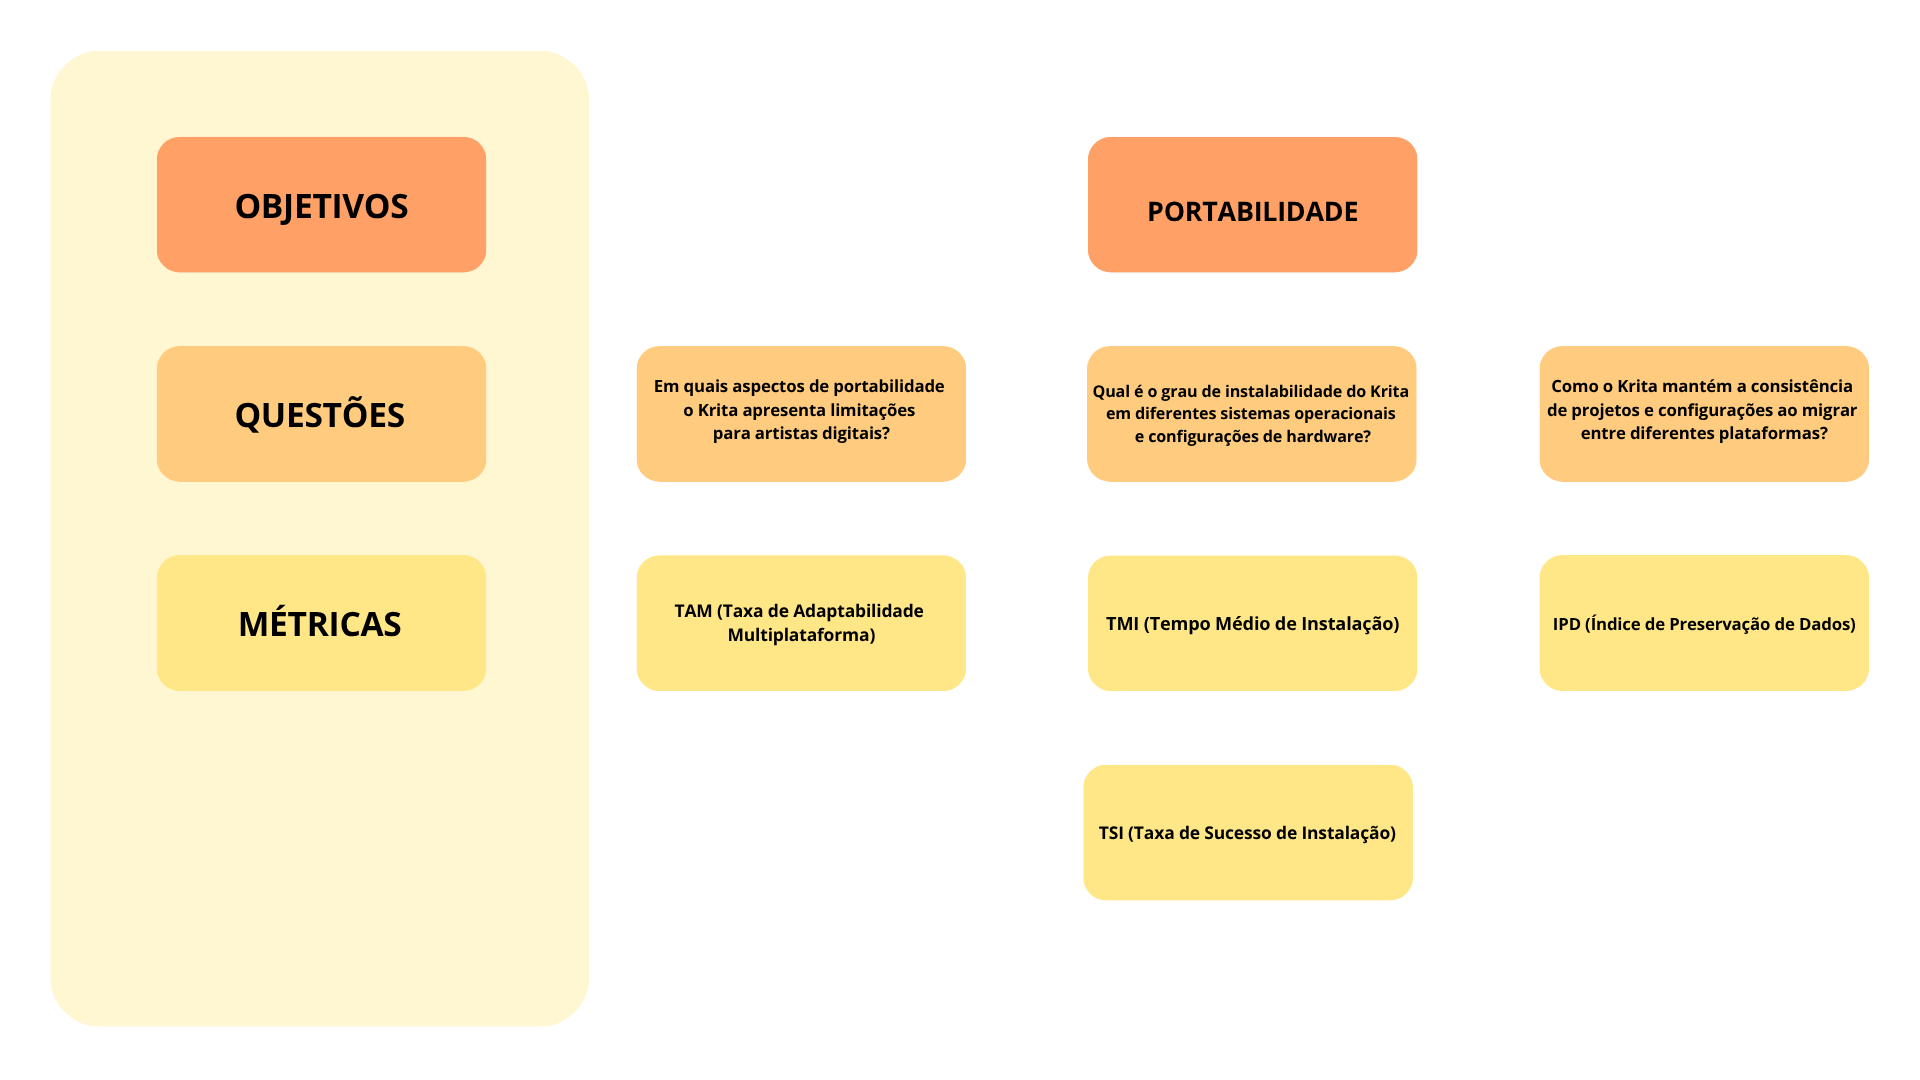 OBJETIVOS
PORTABILIDADE
QUESTÕES
Em quais aspectos de portabilidade
o Krita apresenta limitações
para artistas digitais?
Qual é o grau de instalabilidade do Krita
em diferentes sistemas operacionais
e configurações de hardware?
Como o Krita mantém a consistência
de projetos e configurações ao migrar
entre diferentes plataformas?
MÉTRICAS
TAM (Taxa de Adaptabilidade
Multiplataforma)
TMI (Tempo Médio de Instalação)
IPD (Índice de Preservação de Dados)
TSI (Taxa de Sucesso de Instalação)